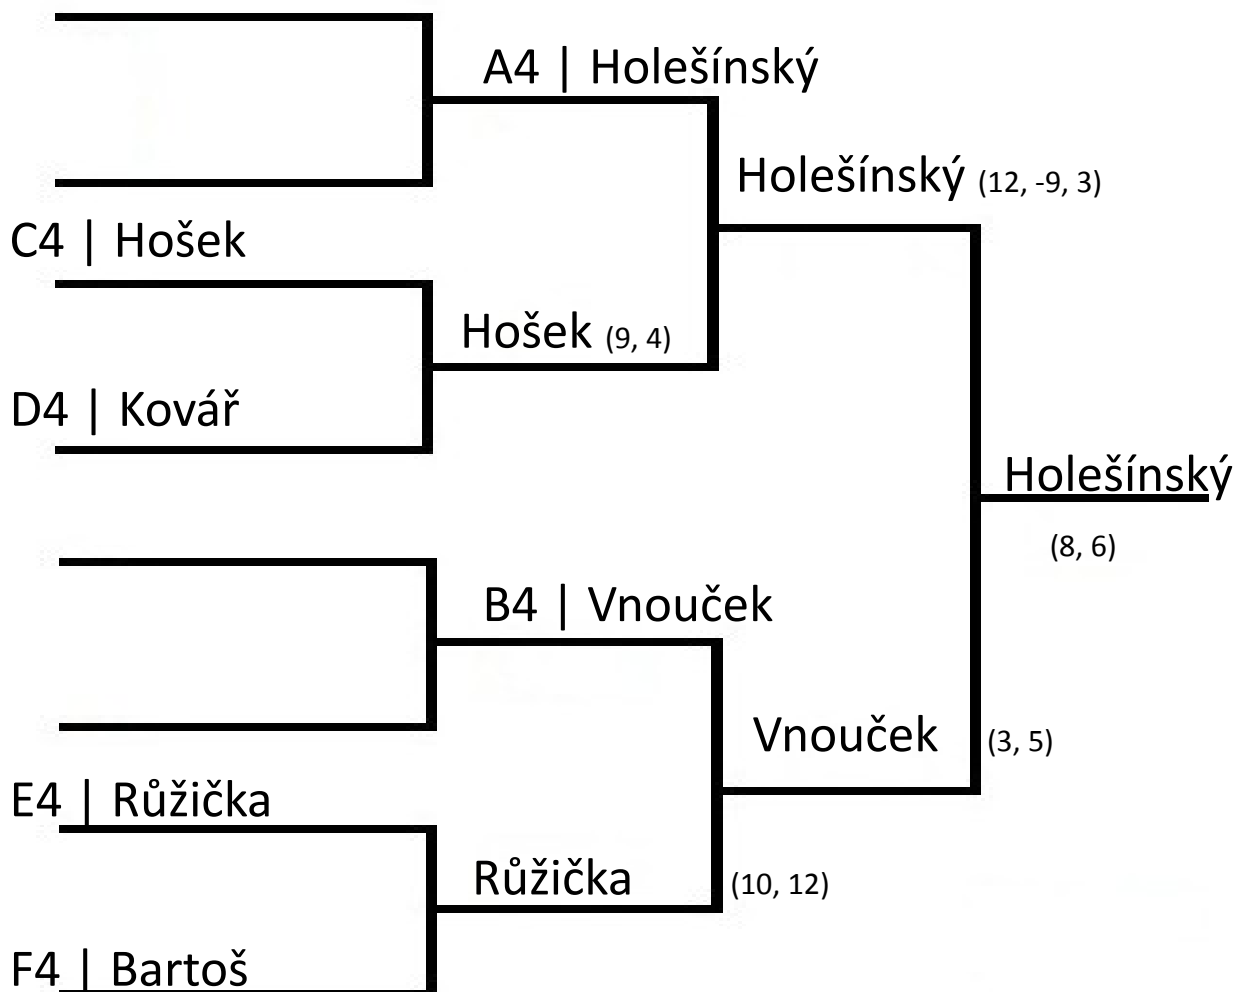 A4 | Holešínský
Holešínský (12, -9, 3)
C4 | Hošek
Hošek (9, 4)
D4 | Kovář
Holešínský
(8, 6)
B4 | Vnouček
Vnouček (3, 5)
E4 | Růžička
Růžička (10, 12)
F4 | Bartoš